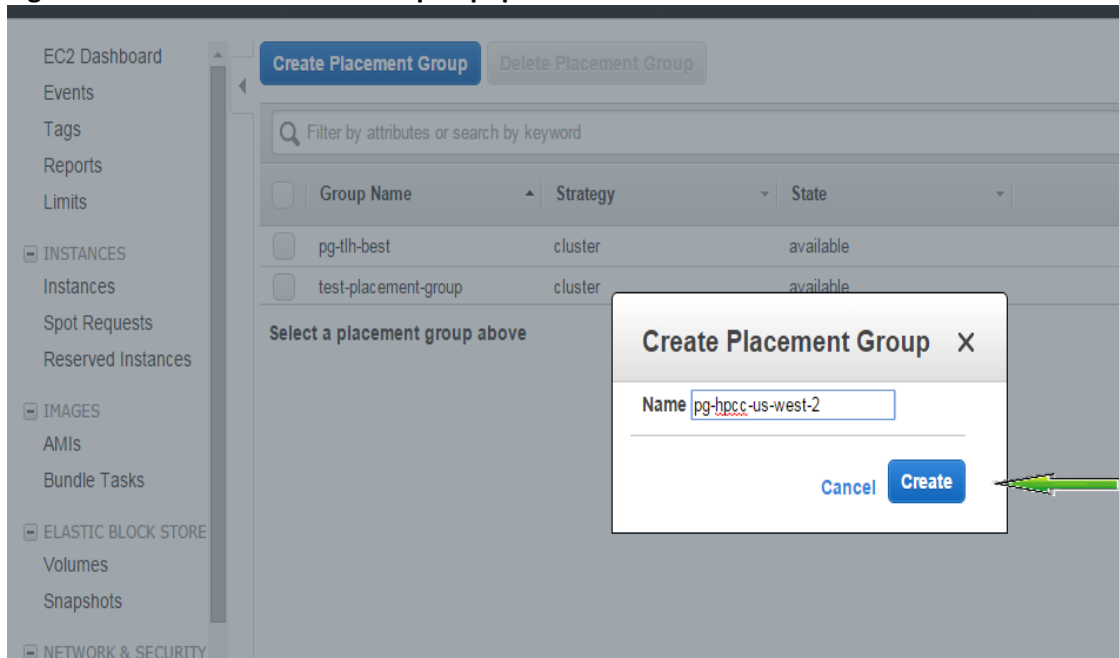 EC2 Dashboard
Events
Tags
Reports
Limits
INSTANCES
Instances
Spot Requests
Reserved Instances
IMAGES
AMIs
Bundle Tasks
ELASTIC BLOCK STORE
Volumes
Snapshots
NETWORK & SECURITY
Create Placement Group Delete Placement Group
Filter by attributes or search by keyword
Group Name Strategy State
pg-tlh-best cluster available
test-placement-group cluster available
Select a placement group above
Create Placement Group X
Name pg-hpcc-us-west-2
Cancel Create